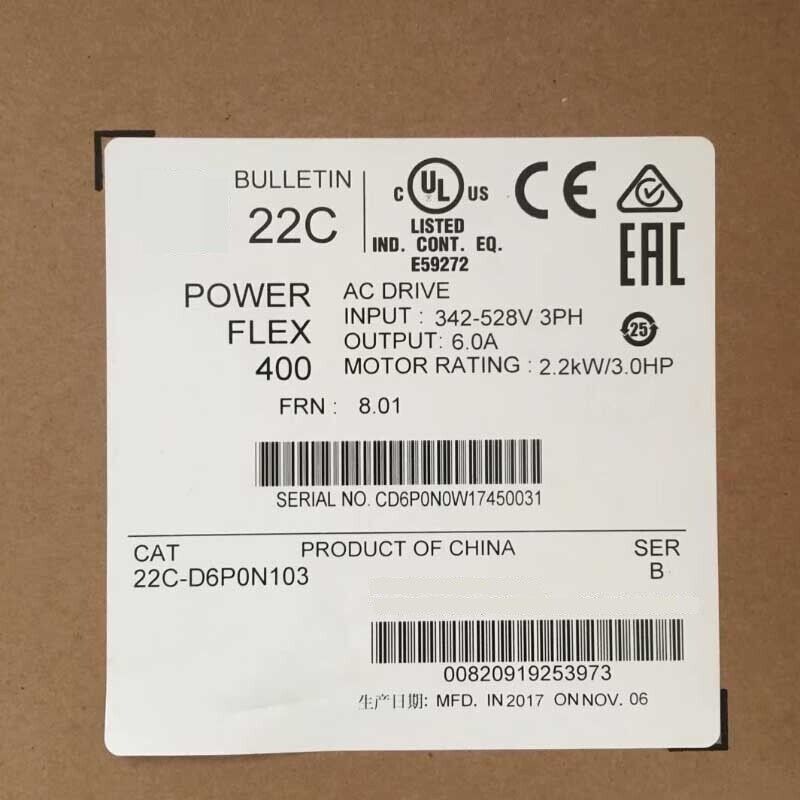 BULLETIN
22C
C UL US
LISTED
IND. CONT. EQ.
E59272
CE
EAC
POWER
FLEX
400
AC DRIVE
INPUT : 342-528V 3PH
OUTPUT: 6.0A
MOTOR RATING : 2.2kW/3.0HP
25
FRN : 8.01
SERIAL NO. CD6P0N0W17450031
CAT
PRODUCT OF CHINA
SER
22C-D6P0N103
B
00820919253973
生产日期: MFD. IN 2017 ON NOV. 06